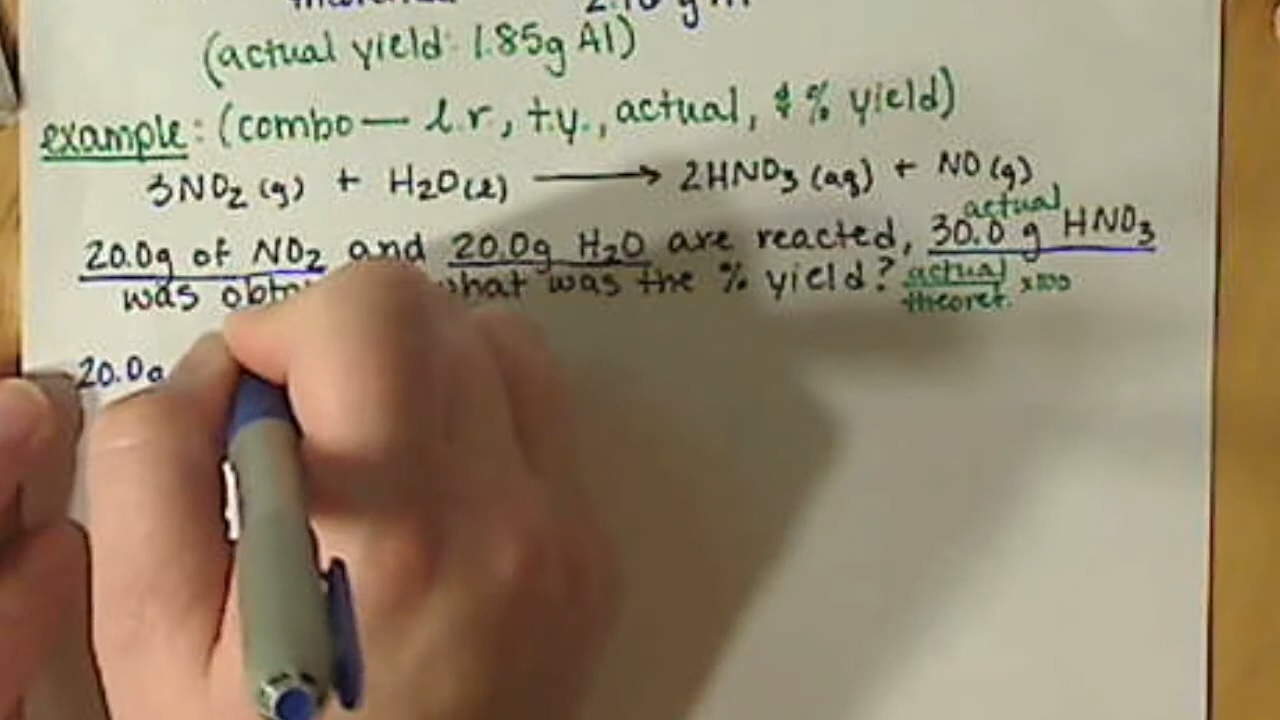 (actual yield: 1.85g Al)
example: (combo — l.r, t.y., actual, & % yield)
3NO2 (g) + H2O(l) → 2HNO3 (aq) + NO (g)
actual
20.0g of NO2 and 20.0g H2O are reacted, 30.0 g HNO3
was what was the % yield? actual x100
theoret.
20.0g